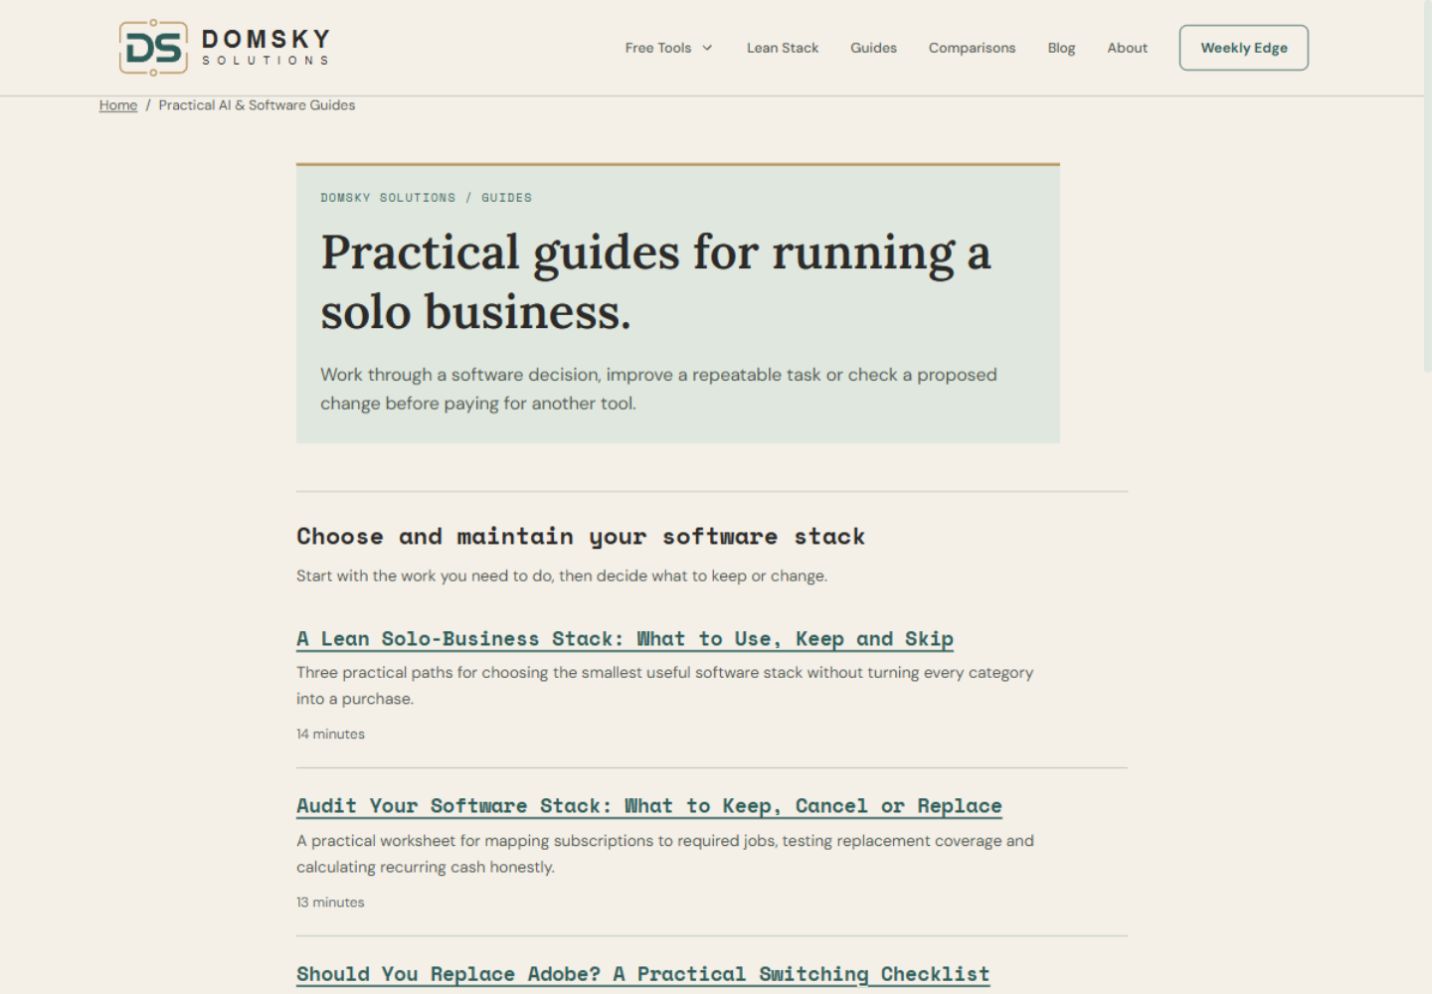 DS DOMSKY
SOLUTIONS
Free Tools
Lean Stack
Guides
Comparisons
Blog
About
Weekly Edge
Home / Practical AI & Software Guides
DOMSKY SOLUTIONS / GUIDES
Practical guides for running a
solo business.
Work through a software decision, improve a repeatable task or check a proposed
change before paying for another tool.
Choose and maintain your software stack
Start with the work you need to do, then decide what to keep or change.
A Lean Solo-Business Stack: What to Use, Keep and Skip
Three practical paths for choosing the smallest useful software stack without turning every category
into a purchase.
14 minutes
Audit Your Software Stack: What to Keep, Cancel or Replace
A practical worksheet for mapping subscriptions to required jobs, testing replacement coverage and
calculating recurring cash honestly.
13 minutes
Should You Replace Adobe? A Practical Switching Checklist